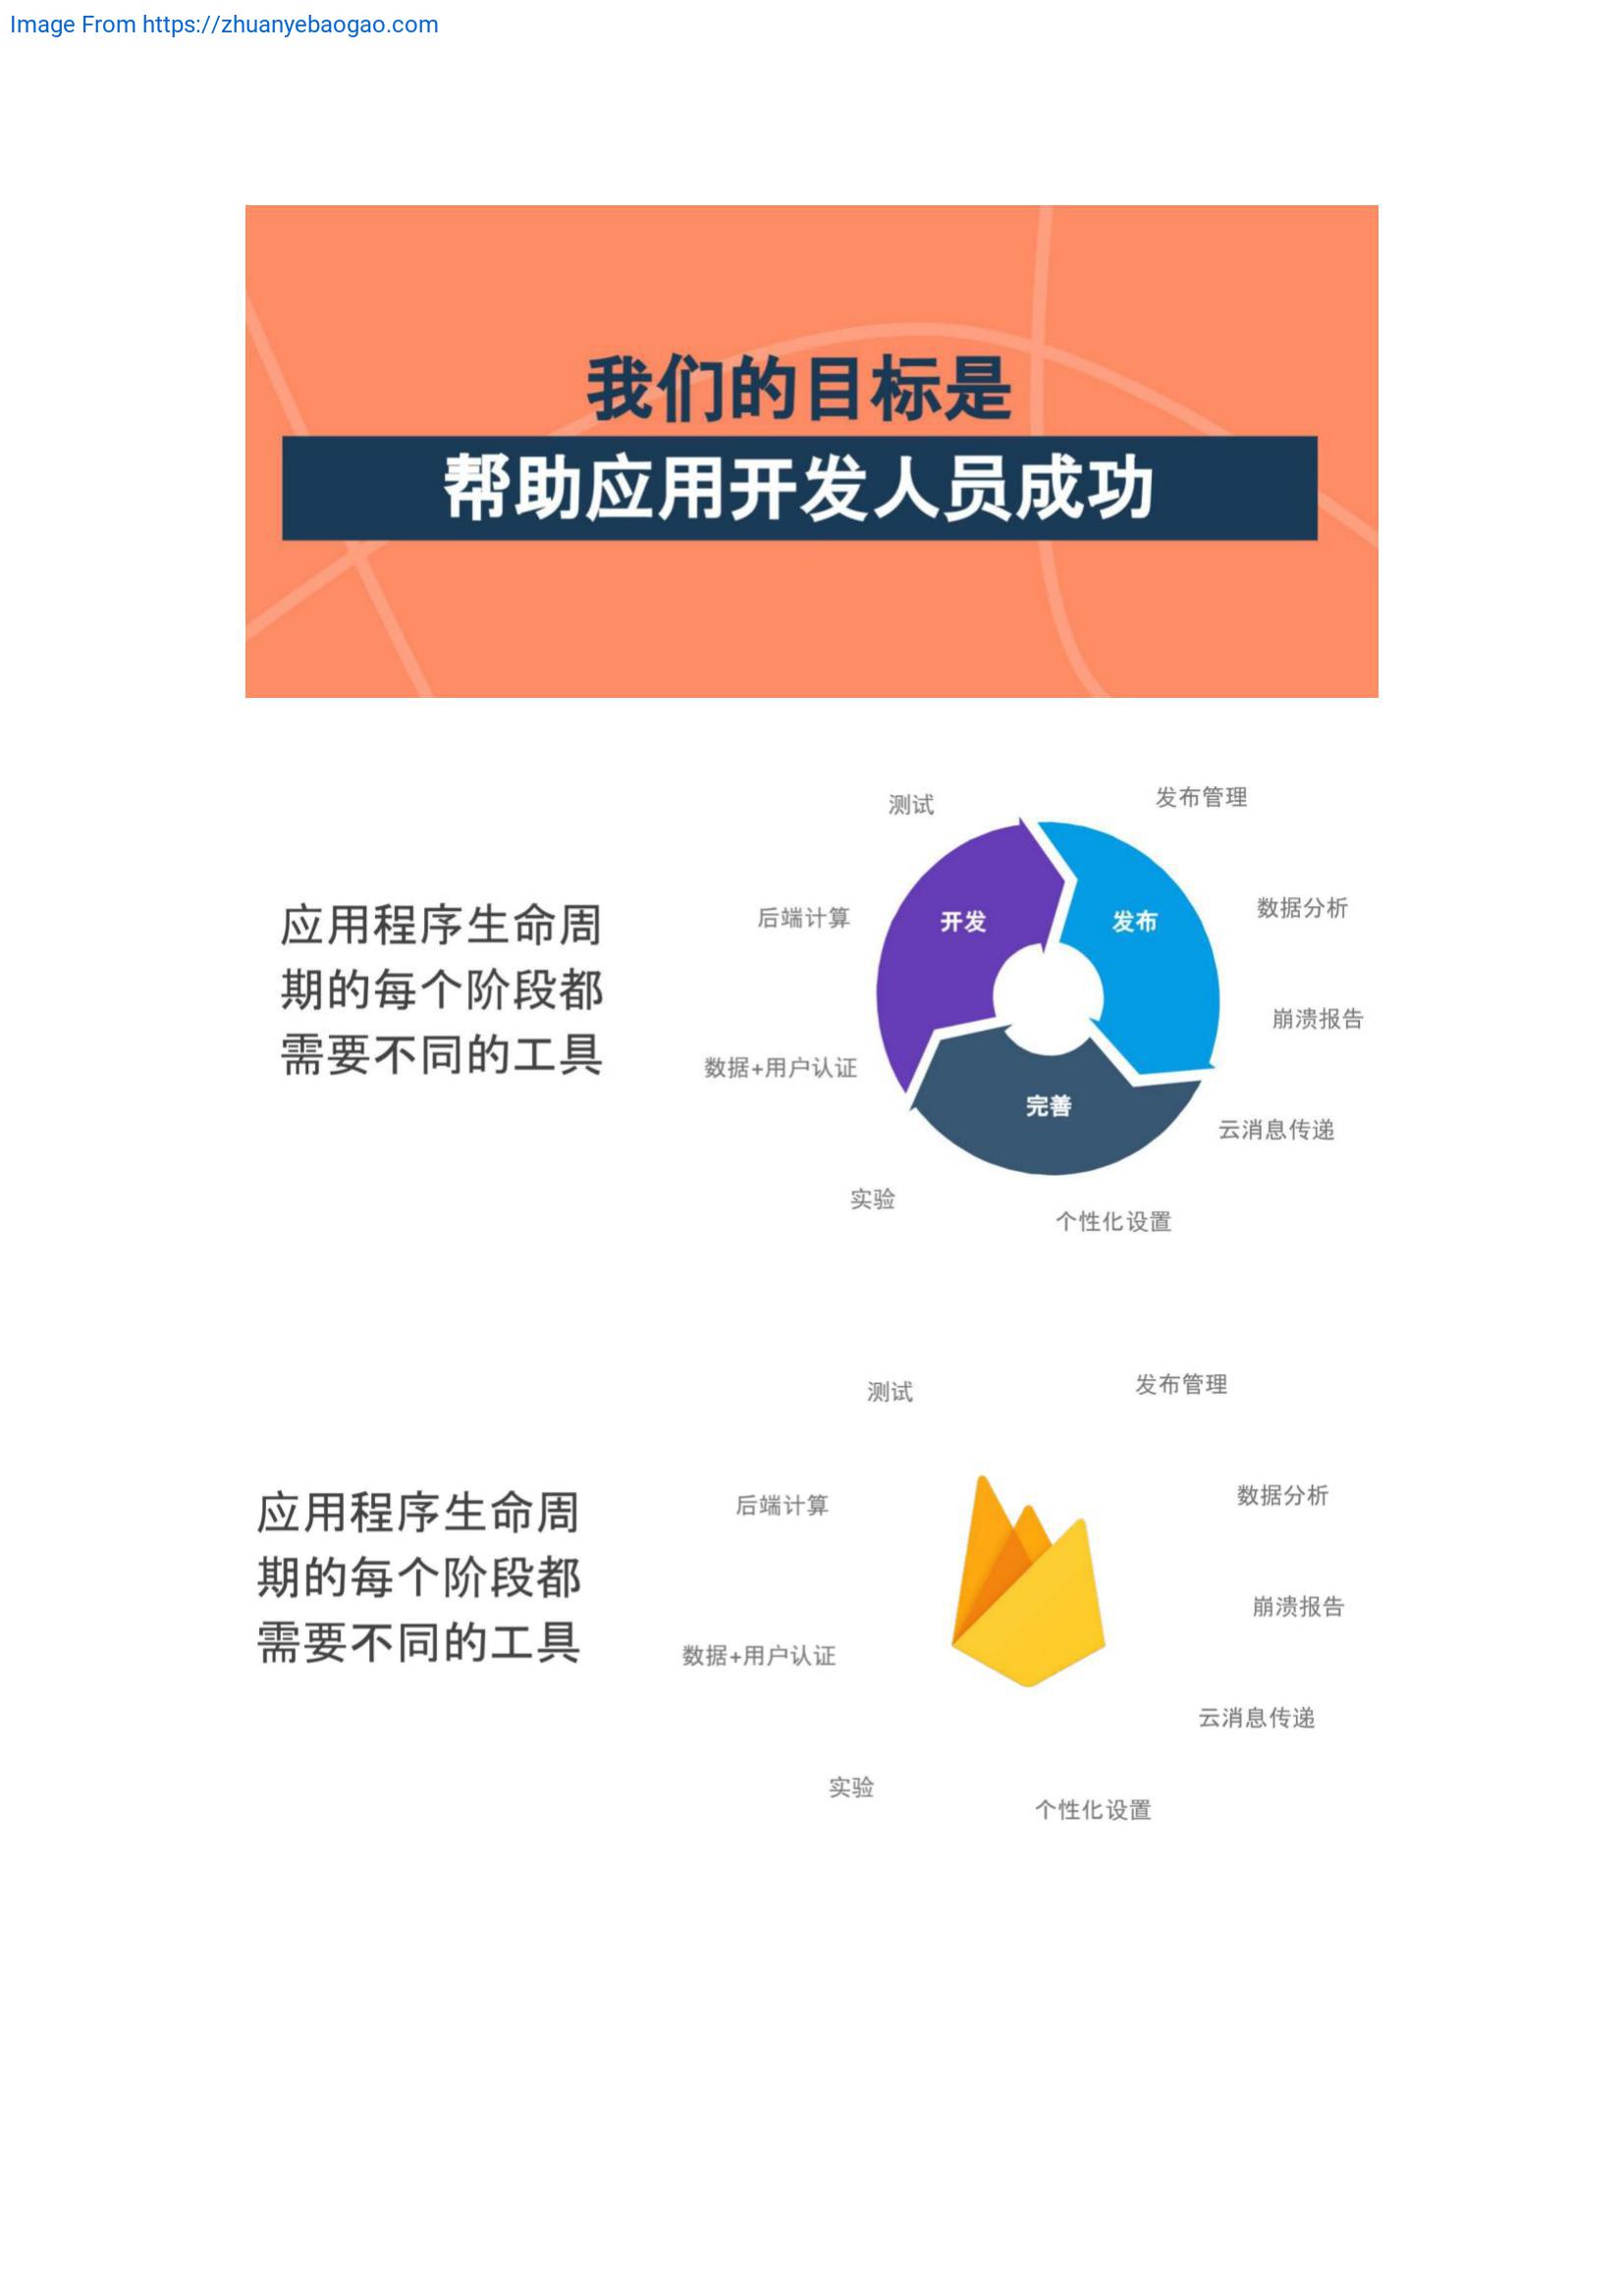 Image From https://zhuanyebaogao.com
我们的目标是
帮助应用开发人员成功
应用程序生命周
期的每个阶段都
需要不同的工具
测试
发布管理
后端计算
开发
发布
数据分析
崩溃报告
数据+用户认证
完善
云消息传递
实验
个性化设置
应用程序生命周
期的每个阶段都
需要不同的工具
测试
发布管理
后端计算
数据分析
崩溃报告
数据+用户认证
云消息传递
实验
个性化设置